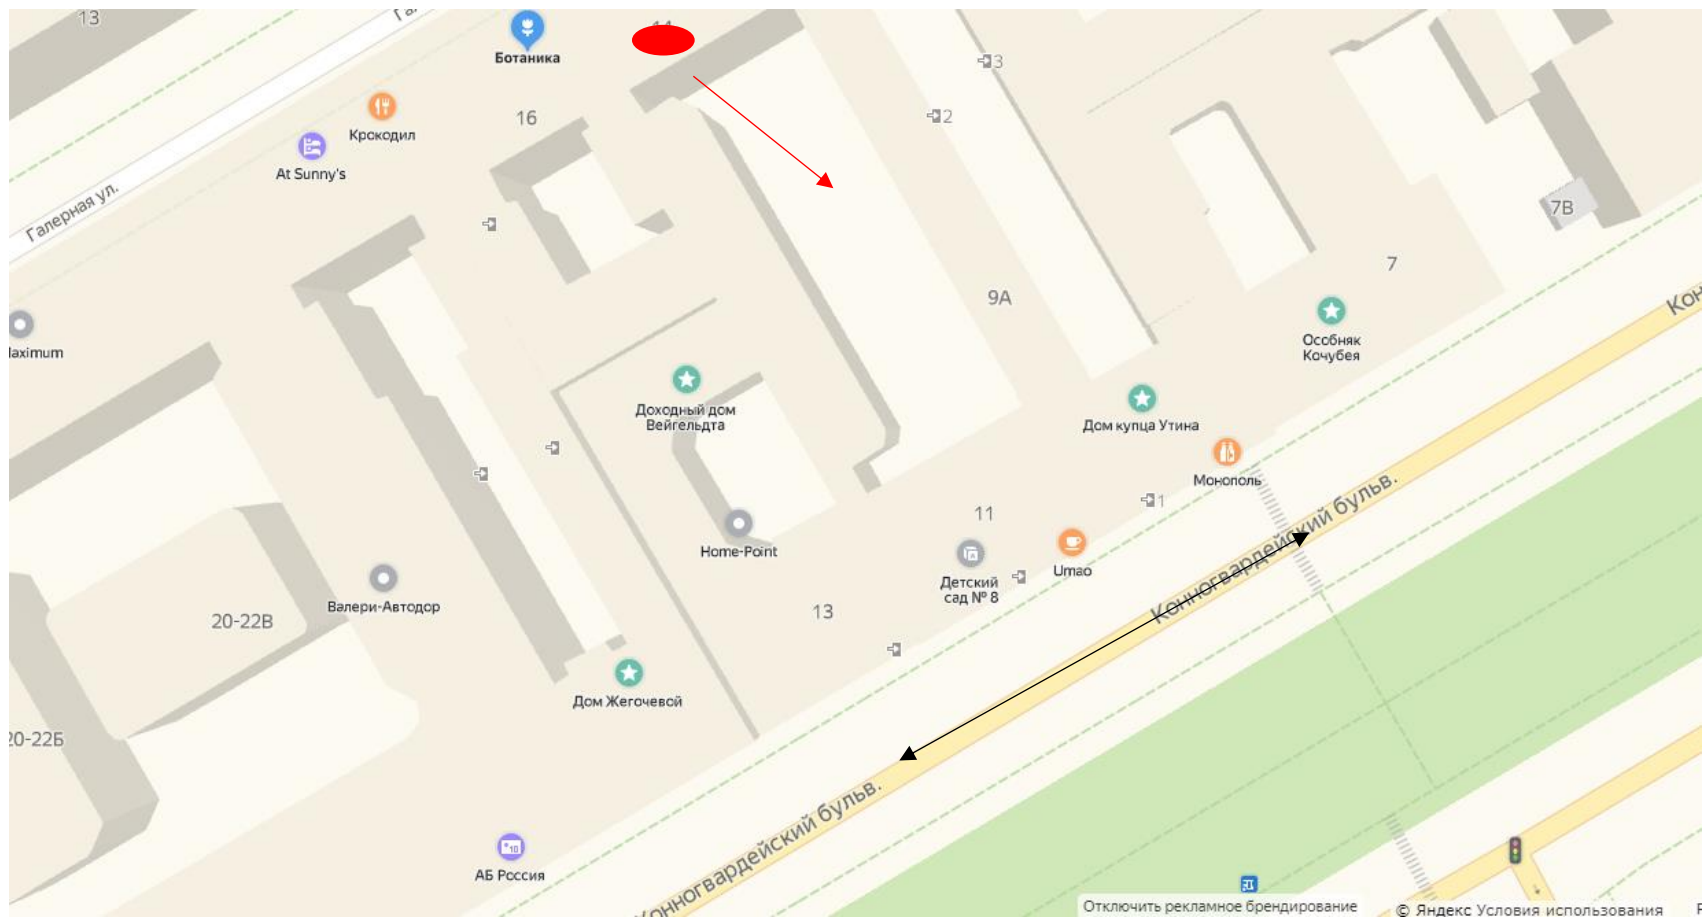 13
Ботаника
3
16
2
Крокодил
At Sunny's
Галерная ул.
7В
7
9А
Особняк
Кочубея
Доходный дом
Вейгельдта
Дом купца Утина
Монополь
1
Конногвардейский бульв.
11
Home-Point
Umao
Детский
сад № 8
13
Валери-Автодор
20-22В
Дом Жегочевой
20-22Б
Конногвардейский бульв.
АБ Россия
Отключить рекламное брендирование
© Яндекс Условия использования